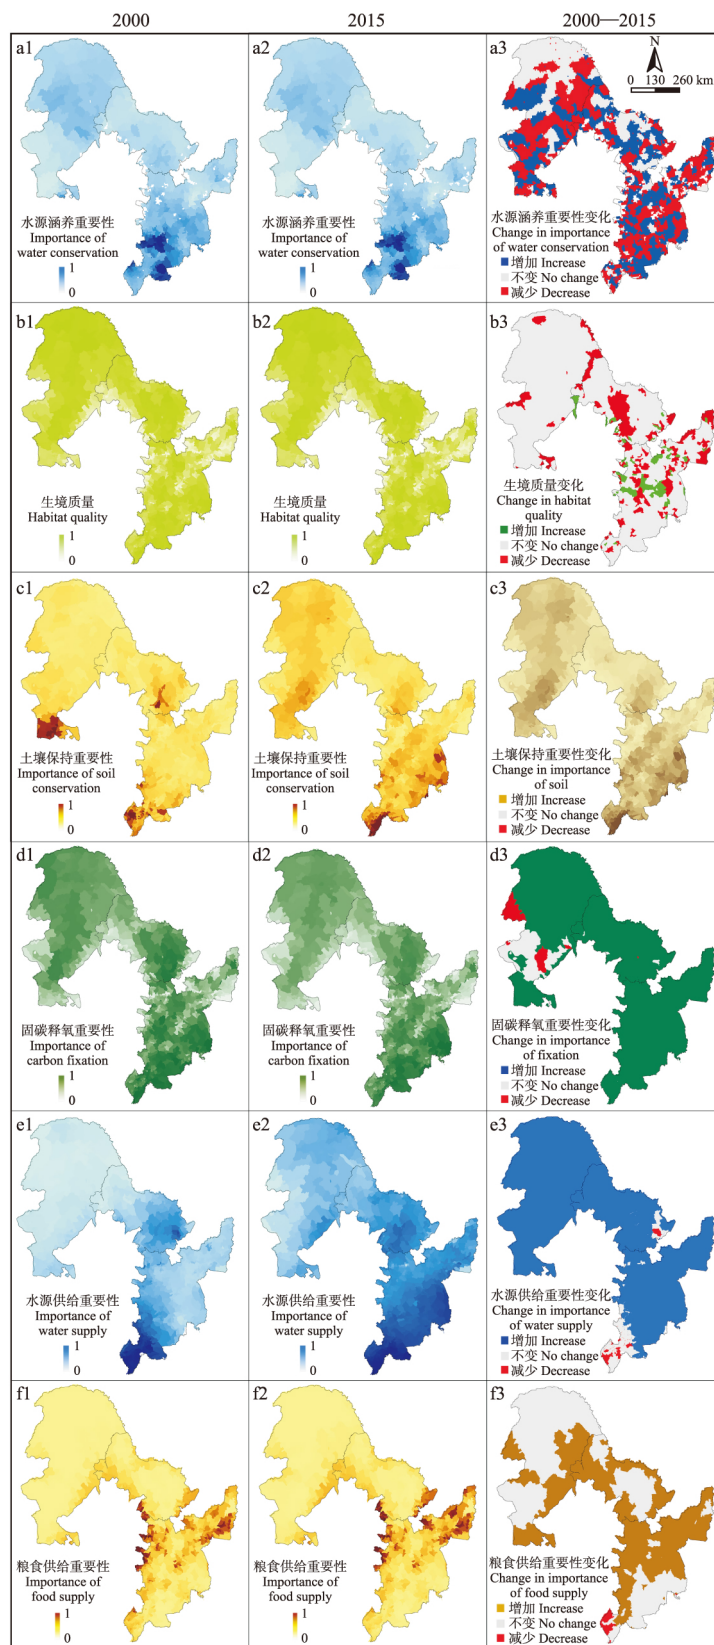 2000
2015
2000—2015
a1
水源涵养重要性
Importance of
water conservation
1
0
a2
水源涵养重要性
Importance of
water conservation
1
0
a3
N
0 130 260 km
水源涵养重要性变化
Change in importance
of water conservation
增加 Increase
不变 No change
减少 Decrease
b1
生境质量
Habitat quality
1
0
b2
生境质量
Habitat quality
1
0
b3
生境质量变化
Change in habitat
quality
增加 Increase
不变 No change
减少 Decrease
c1
土壤保持重要性
Importance of soil
conservation
1
0
c2
土壤保持重要性
Importance of soil
conservation
1
0
c3
土壤保持重要性变化
Change in importance
of soil
增加 Increase
不变 No change
减少 Decrease
d1
固碳释氧重要性
Importance of
carbon fixation
1
0
d2
固碳释氧重要性
Importance of
carbon fixation
1
0
d3
固碳释氧重要性变化
Change in importance
of fixation
增加 Increase
不变 No change
减少 Decrease
e1
水源供给重要性
Importance of
water supply
1
0
e2
水源供给重要性
Importance of
water supply
1
0
e3
水源供给重要性变化
Change in importance
of water supply
增加 Increase
不变 No change
减少 Decrease
f1
粮食供给重要性
Importance of
food supply
1
0
f2
粮食供给重要性
Importance of
food supply
1
0
f3
粮食供给重要性变化
Change in importance
of food supply
增加 Increase
不变 No change
减少 Decrease